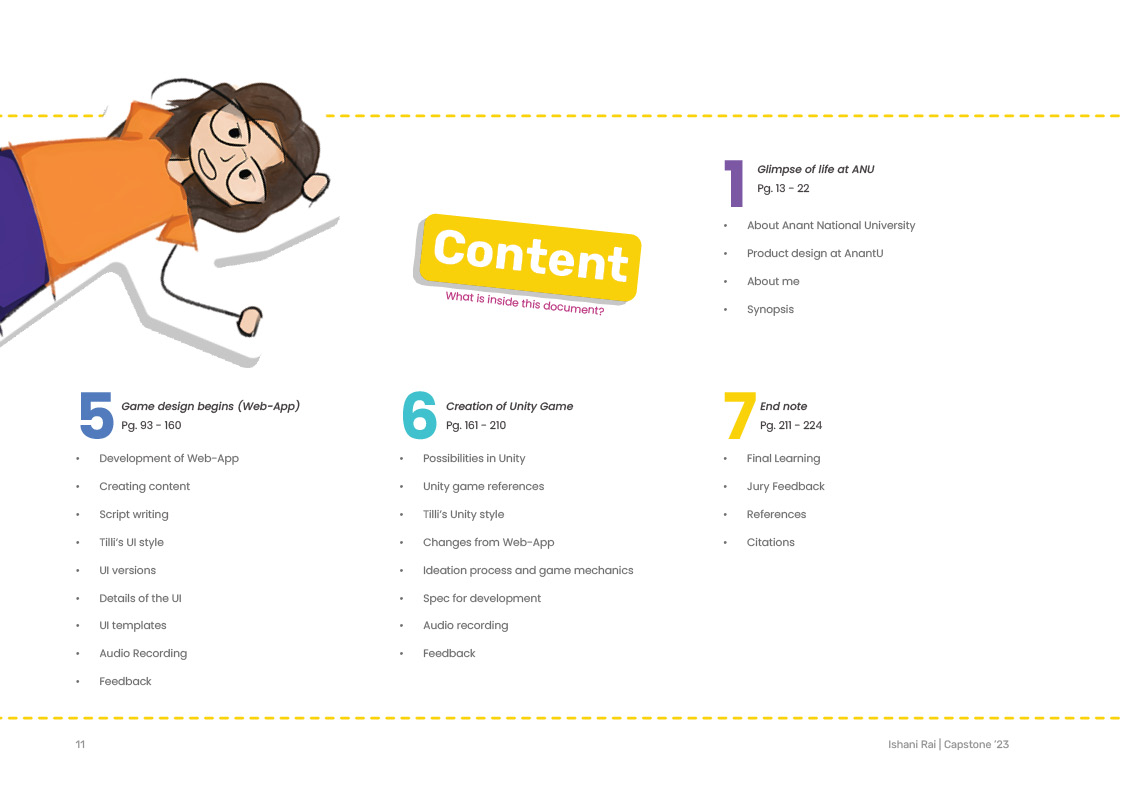 Content
What is inside this document?
1
Glimpse of life at ANU
Pg. 13 - 22
• About Anant National University
• Product design at AnantU
• About me
• Synopsis
5
Game design begins (Web-App)
Pg. 93 - 160
• Development of Web-App
• Creating content
• Script writing
• Tilli's UI style
• UI versions
• Details of the UI
• UI templates
• Audio Recording
• Feedback
6
Creation of Unity Game
Pg. 161 - 210
• Possibilities in Unity
• Unity game references
• Tilli's Unity style
• Changes from Web-App
• Ideation process and game mechanics
• Spec for development
• Audio recording
• Feedback
7
End note
Pg. 211 - 224
• Final Learning
• Jury Feedback
• References
• Citations
11
Ishani Rai | Capstone '23